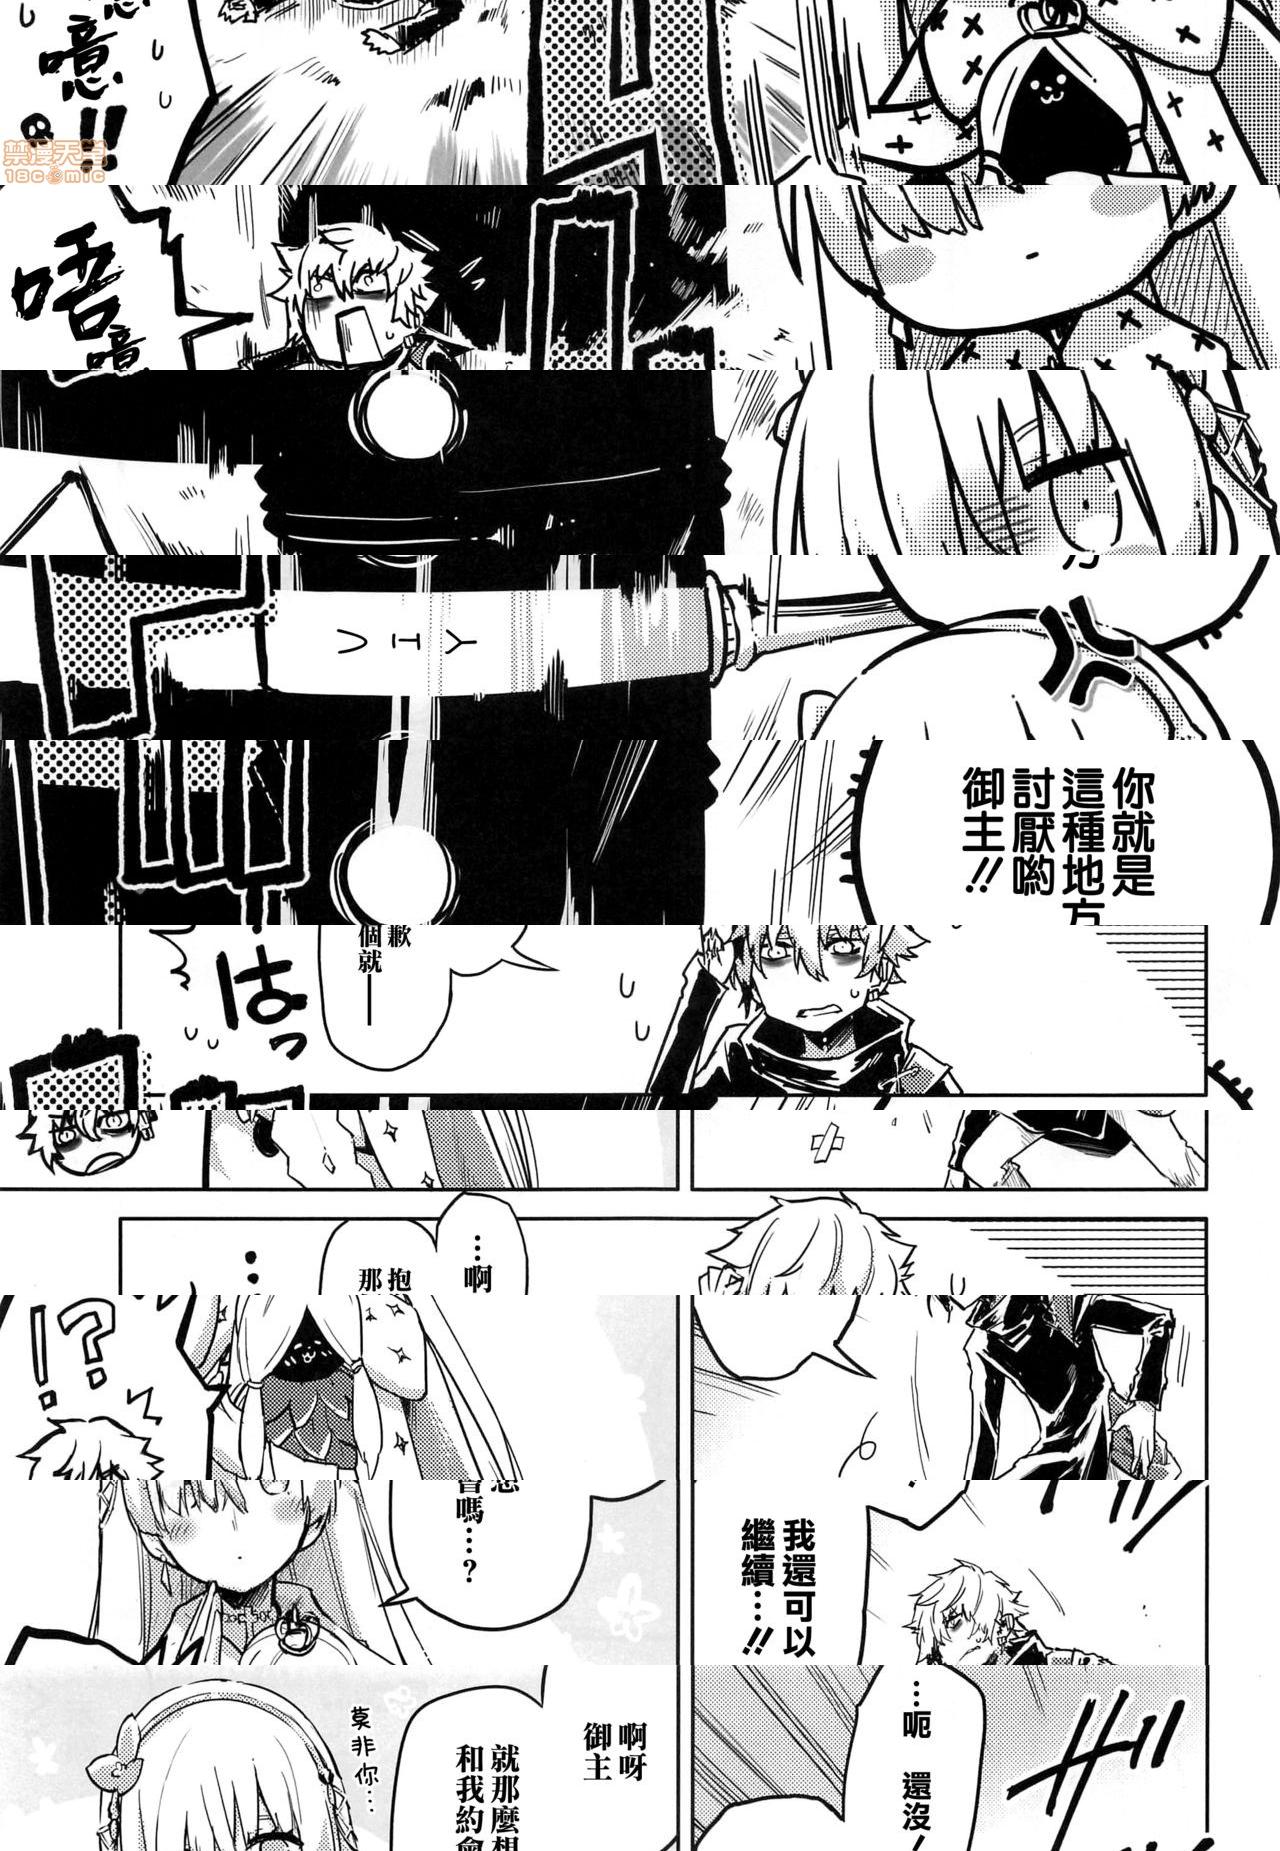 …呃
還沒!
我還可以
繼續…!!
啊呀
御主
就那麼想
和我約會嗎…?
莫非你…
!?
…啊
抱歉
那個就—
はっ
你就是
這種地方
討厭喲
御主!!
唔
噫!!
禁漫天堂
18comic